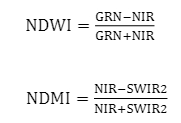 NDWI = GRN−NIR / GRN+NIR
NDMI = NIR−SWIR2 / NIR+SWIR2